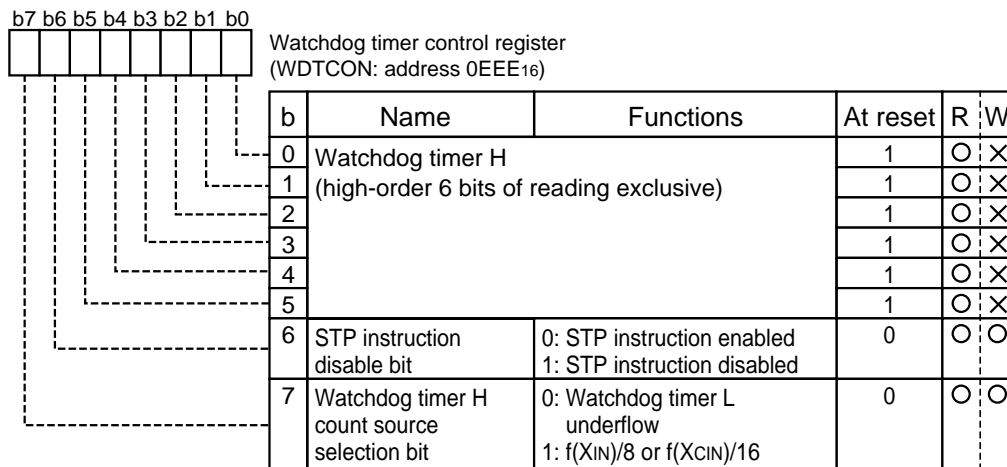 b7 b6 b5 b4 b3 b2 b1 b0
Watchdog timer control register
(WDTCON: address 0EEE16)
b Name Functions At reset R W
0 Watchdog timer H 1 O X
1 (high-order 6 bits of reading exclusive) 1 O X
2 1 O X
3 1 O X
4 1 O X
5 1 O X
6 STP instruction 0: STP instruction enabled 0 O O
disable bit 1: STP instruction disabled
7 Watchdog timer H 0: Watchdog timer L 0 O O
count source underflow
selection bit 1: f(XIN)/8 or f(XCIN)/16